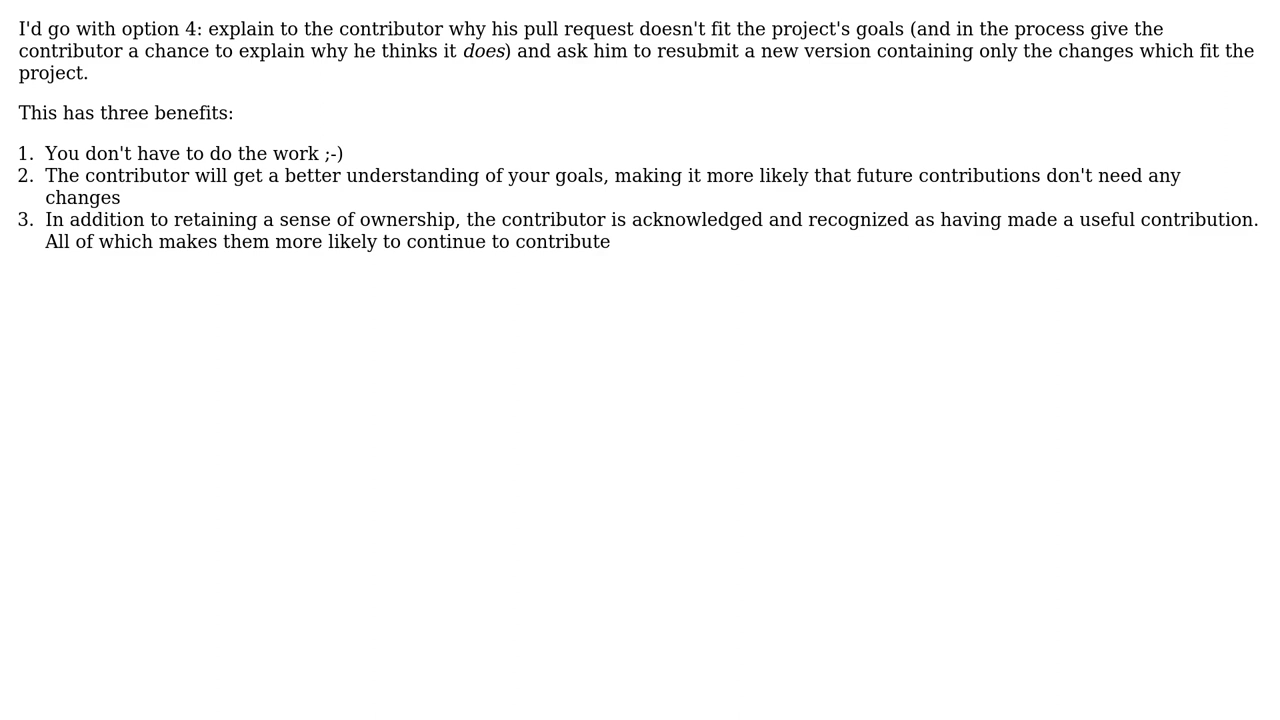 I'd go with option 4: explain to the contributor why his pull request doesn't fit the project's goals (and in the process give the
contributor a chance to explain why he thinks it does) and ask him to resubmit a new version containing only the changes which fit the
project.
This has three benefits:
1. You don't have to do the work ;-)
2. The contributor will get a better understanding of your goals, making it more likely that future contributions don't need any
changes
3. In addition to retaining a sense of ownership, the contributor is acknowledged and recognized as having made a useful contribution.
All of which makes them more likely to continue to contribute